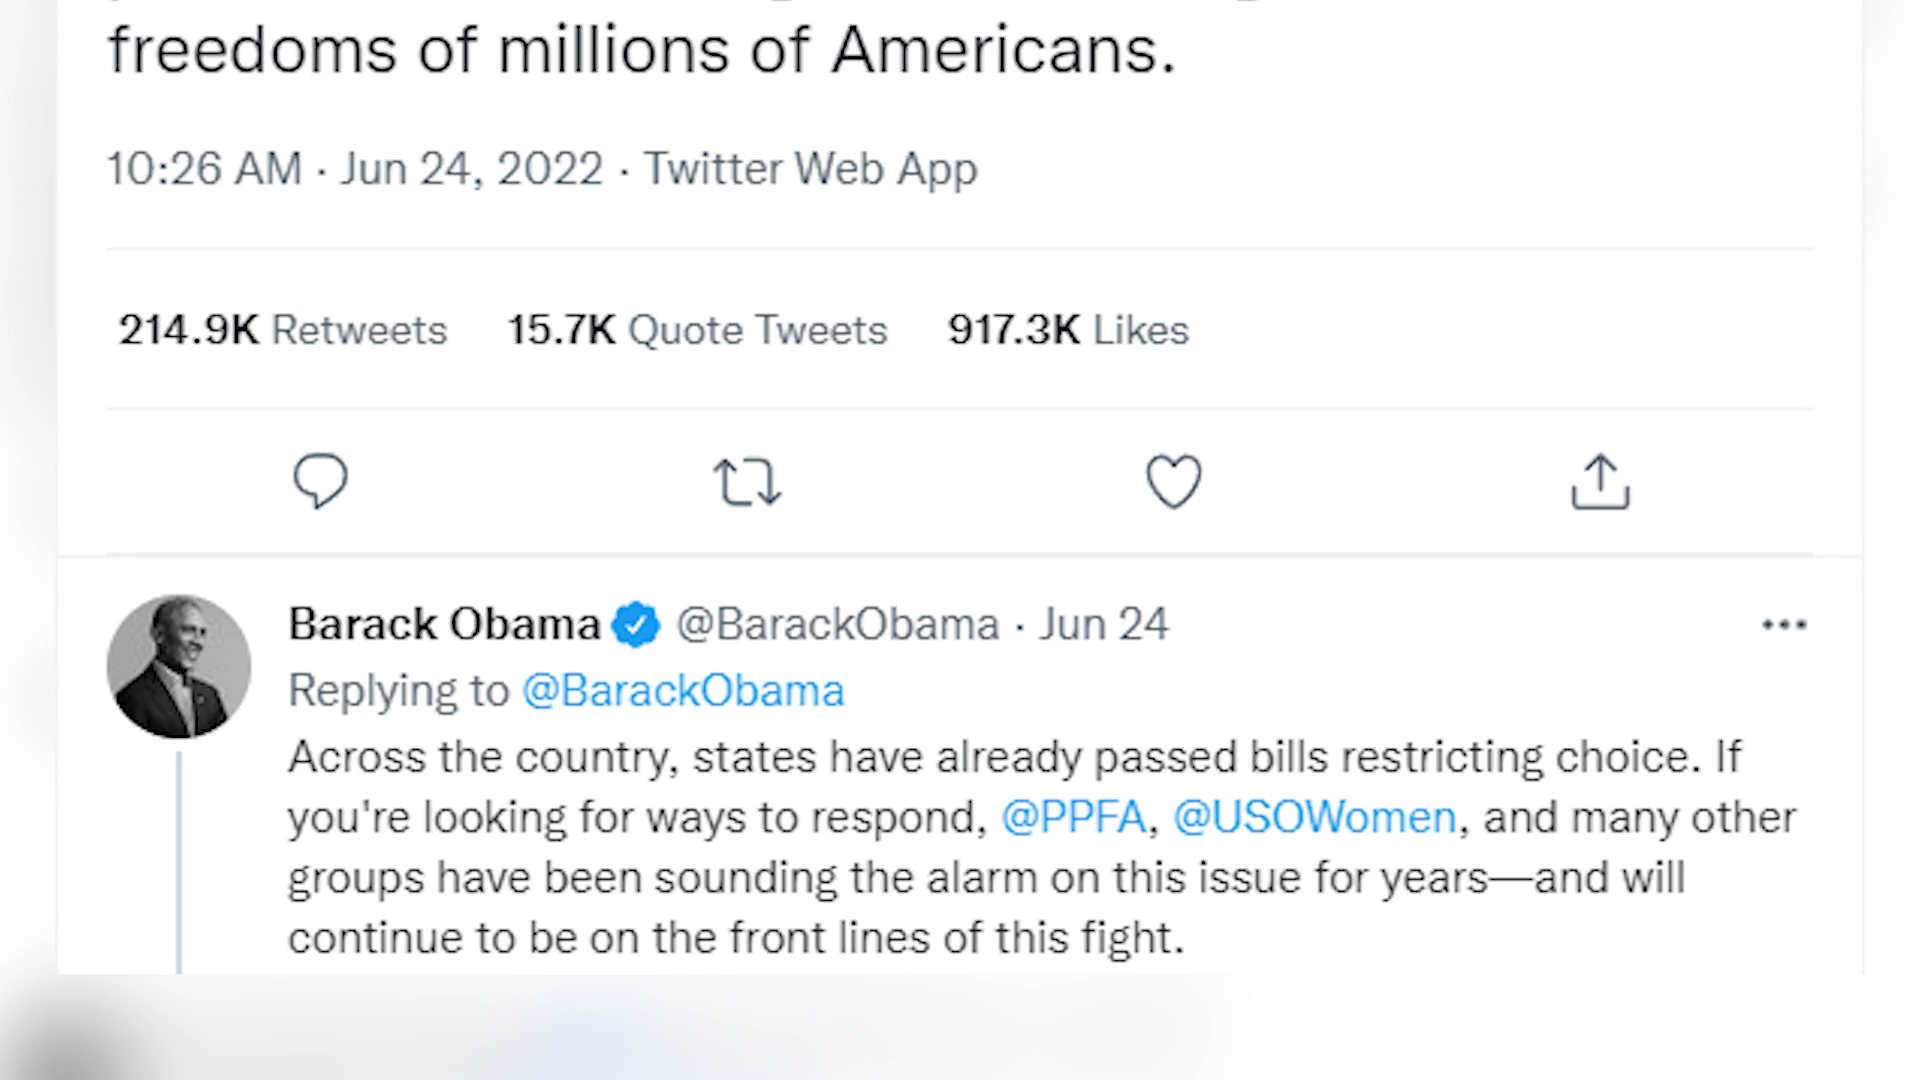 freedoms of millions of Americans.
10:26 AM · Jun 24, 2022 · Twitter Web App
214.9K Retweets 15.7K Quote Tweets 917.3K Likes
Barack Obama @BarackObama · Jun 24
Replying to @BarackObama
Across the country, states have already passed bills restricting choice. If
you're looking for ways to respond, @PPFA, @USOWomen, and many other
groups have been sounding the alarm on this issue for years—and will
continue to be on the front lines of this fight.